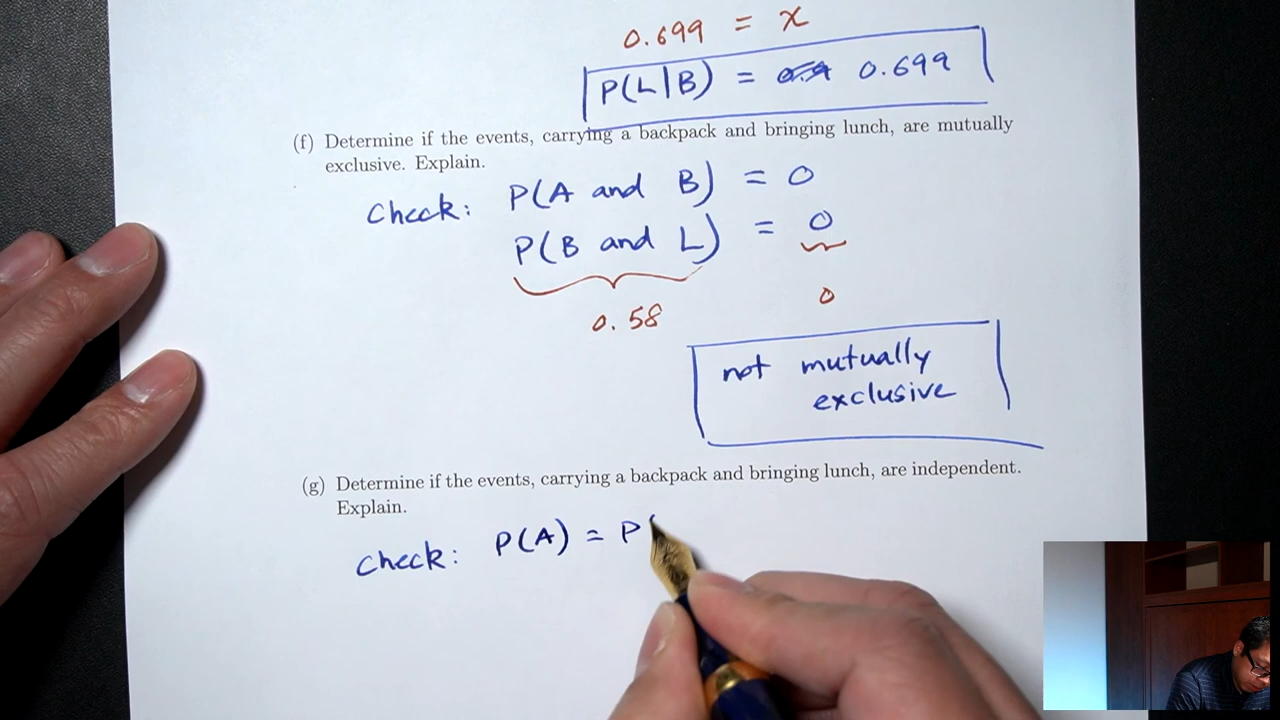 0.699 = x
P(L|B) = 0.699
(f) Determine if the events, carrying a backpack and bringing lunch, are mutually
exclusive. Explain.
Check: P(A and B) = 0
P(B and L) = 0
0.58 0
not mutually
exclusive
(g) Determine if the events, carrying a backpack and bringing lunch, are independent.
Explain.
Check: P(A) = P(